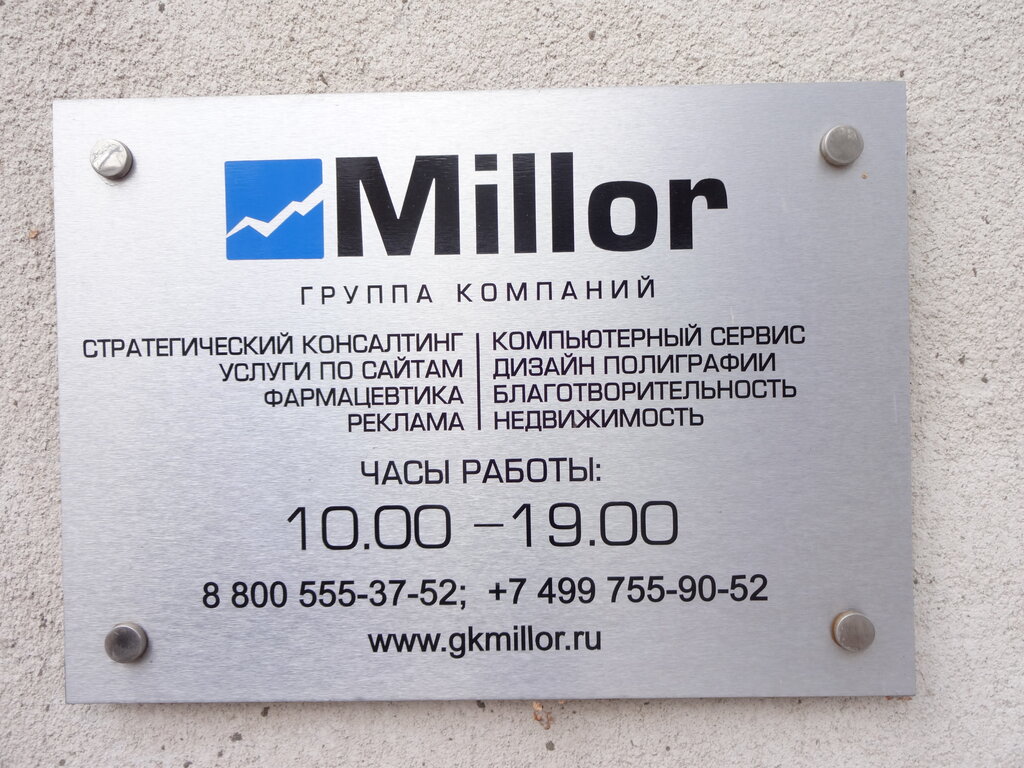 Millor
ГРУППА КОМПАНИЙ
СТРАТЕГИЧЕСКИЙ КОНСАЛТИНГ
УСЛУГИ ПО САЙТАМ
ФАРМАЦЕВТИКА
РЕКЛАМА
КОМПЬЮТЕРНЫЙ СЕРВИС
ДИЗАЙН ПОЛИГРАФИИ
БЛАГОТВОРИТЕЛЬНОСТЬ
НЕДВИЖИМОСТЬ
ЧАСЫ РАБОТЫ:
10.00 –19.00
8 800 555-37-52; +7 499 755-90-52
www.gkmillor.ru